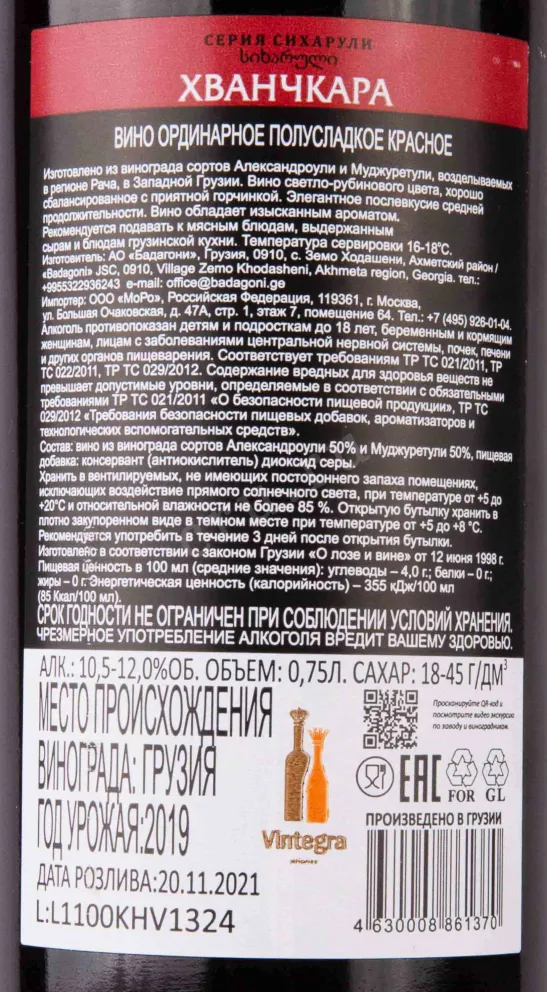 СЕРИЯ СИХАРУЛИ
სიხარული
ХВАНЧКАРА
ВИНО ОРДИНАРНОЕ ПОЛУСЛАДКОЕ КРАСНОЕ
Изготовлено из винограда сортов Александроули и Муджуретули, возделываемых
в регионе Рача, в Западной Грузии. Вино светло-рубинового цвета, хорошо
сбалансированное с приятной горчинкой. Элегантное послевкусие средней
продолжительности. Вино обладает изысканным ароматом.
Рекомендуется подавать к мясным блюдам, выдержанным
сырам и блюдам грузинской кухни. Температура сервировки 16-18°С.
Изготовитель: АО «Бадагони», Грузия, 0910, с. Земо Ходашени, Ахметский район /
«Badagoni» JSC, 0910, Village Zemo Khodasheni, Akhmeta region, Georgia. тел.:
+9955322936243 e-mail: office@badagoni.ge
Импортер: ООО «МоРо», Российская Федерация, 119361, г. Москва,
ул. Большая Очаковская, д. 47А, стр. 1, этаж 7, помещение 64. Тел.: +7 (495) 926-01-04.
Алкоголь противопоказан детям и подросткам до 18 лет, беременным и кормящим
женщинам, лицам с заболеваниями центральной нервной системы, почек, печени
и других органов пищеварения. Соответствует требованиям ТР ТС 021/2011, ТР
ТС 022/2011, ТР ТС 029/2012. Содержание вредных для здоровья веществ не
превышает допустимые уровни, определяемые в соответствии с обязательными
требованиями ТР ТС 021/2011 «О безопасности пищевой продукции», ТР ТС
029/2012 «Требования безопасности пищевых добавок, ароматизаторов и
технологических вспомогательных средств».
Состав: вино из винограда сортов Александроули 50% и Муджуретули 50%, пищевая
добавка: консервант (антиокислитель) диоксид серы.
Хранить в вентилируемых, не имеющих постороннего запаха помещениях,
исключающих воздействие прямого солнечного света, при температуре от +5 до
+20°С и относительной влажности не более 85 %. Открытую бутылку хранить в
плотно закупоренном виде в темном месте при температуре от +5 до +8 °С.
Рекомендуется употребить в течение 3 дней после открытия бутылки.
Изготовлено в соответствии с законом Грузии «О лозе и вине» от 12 июня 1998 г.
Пищевая ценность в 100 мл (средние значения): углеводы – 4,0 г.; белки – 0 г.;
жиры – 0 г. Энергетическая ценность (калорийность) – 355 кДж/100 мл
(85 Ккал/100 мл).
СРОК ГОДНОСТИ НЕ ОГРАНИЧЕН ПРИ СОБЛЮДЕНИИ УСЛОВИЙ ХРАНЕНИЯ.
ЧРЕЗМЕРНОЕ УПОТРЕБЛЕНИЕ АЛКОГОЛЯ ВРЕДИТ ВАШЕМУ ЗДОРОВЬЮ.
АЛК.: 10,5-12,0%ОБ. ОБЪЕМ: 0,75Л. САХАР: 18-45 Г/ДМ³
МЕСТО ПРОИСХОЖДЕНИЯ
ВИНОГРАДА: ГРУЗИЯ
ГОД УРОЖАЯ:2019
ДАТА РОЗЛИВА:20.11.2021
L:L1100KHV1324
Vintegra
Просканируйте QR-код и
посмотрите видео экскурсию
по заводу и виноградникам.
EAC
FOR GL
ПРОИЗВЕДЕНО В ГРУЗИИ
4 630008 861370